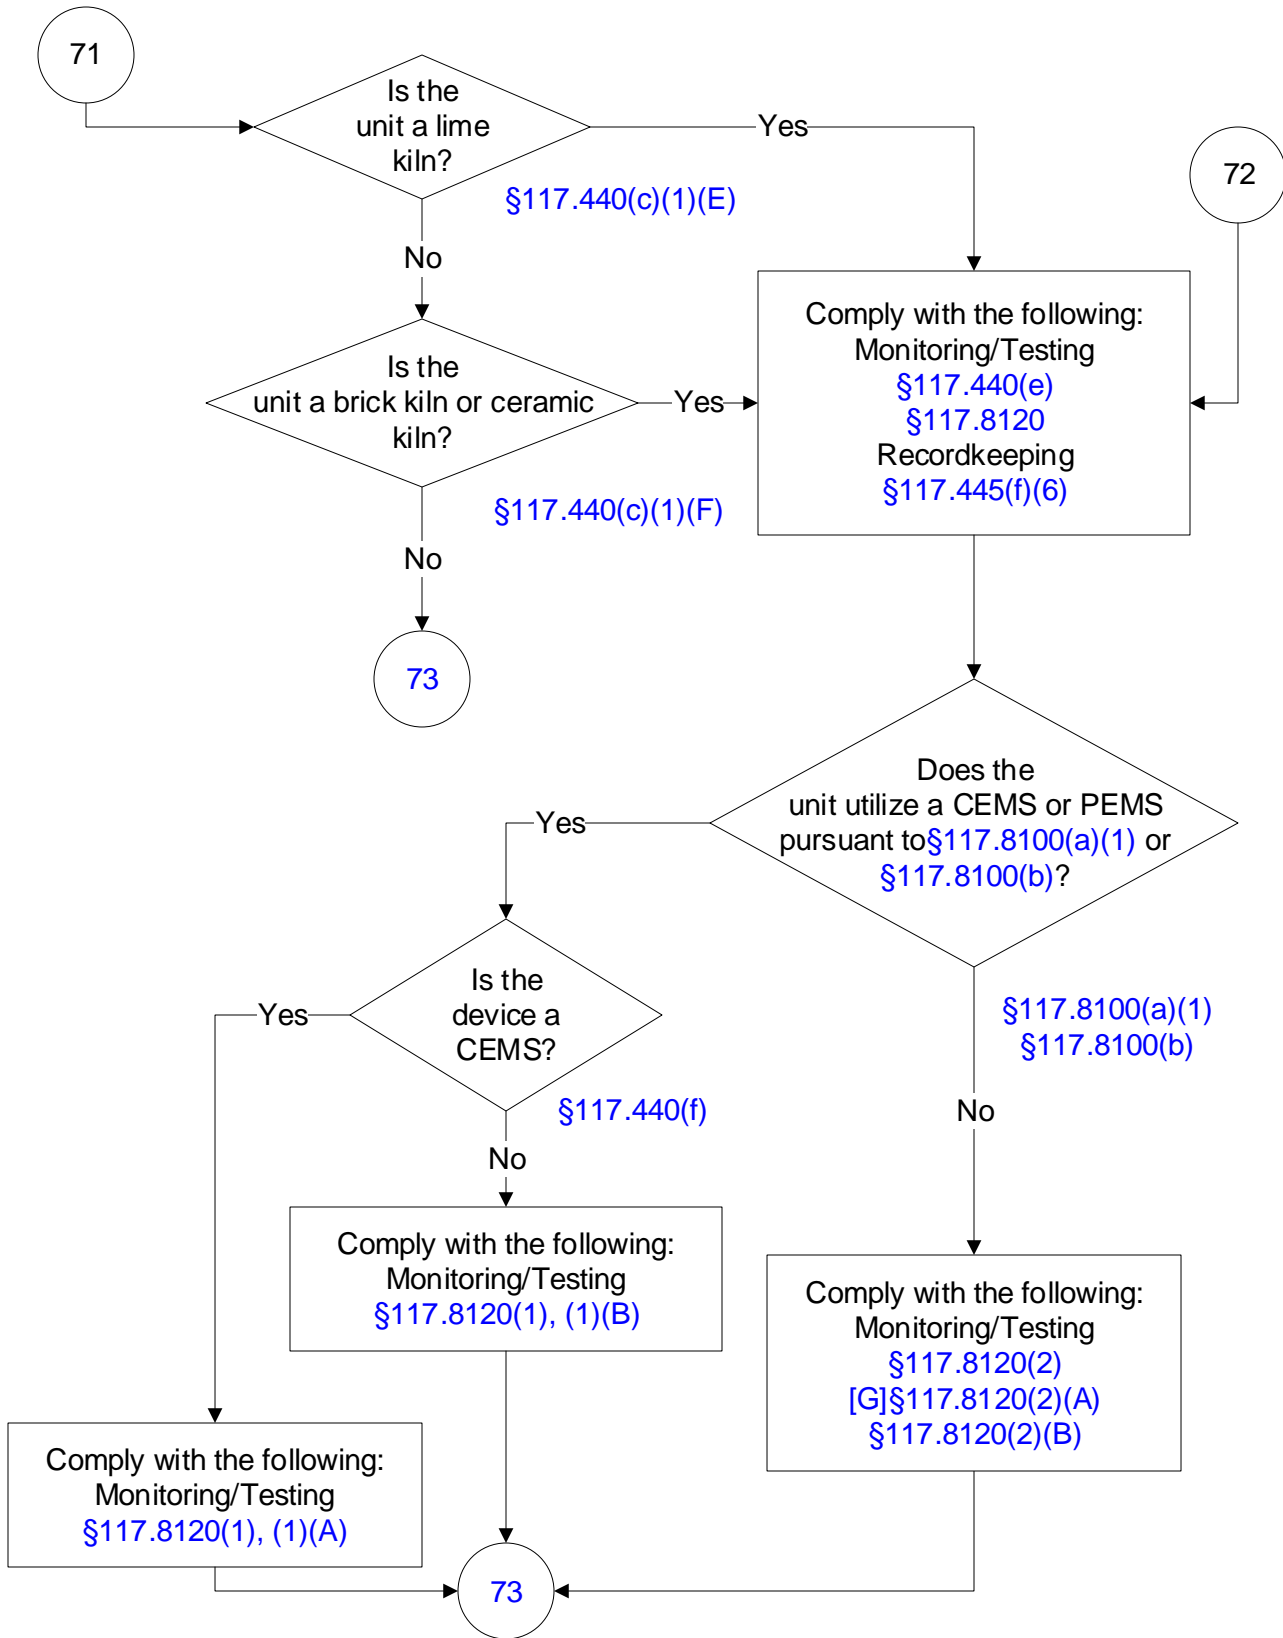 71
Is the
unit a lime
kiln?
Yes
72
§117.440(c)(1)(E)
No
Comply with the following:
Monitoring/Testing
§117.440(e)
§117.8120
Recordkeeping
§117.445(f)(6)
Is the
unit a brick kiln or ceramic
kiln?
Yes
§117.440(c)(1)(F)
No
73
Does the
unit utilize a CEMS or PEMS
pursuant to§117.8100(a)(1) or
§117.8100(b)?
Yes
Is the
device a
CEMS?
Yes
§117.8100(a)(1)
§117.8100(b)
§117.440(f)
No
No
Comply with the following:
Monitoring/Testing
§117.8120(1), (1)(B)
Comply with the following:
Monitoring/Testing
§117.8120(2)
[G]§117.8120(2)(A)
§117.8120(2)(B)
Comply with the following:
Monitoring/Testing
§117.8120(1), (1)(A)
73